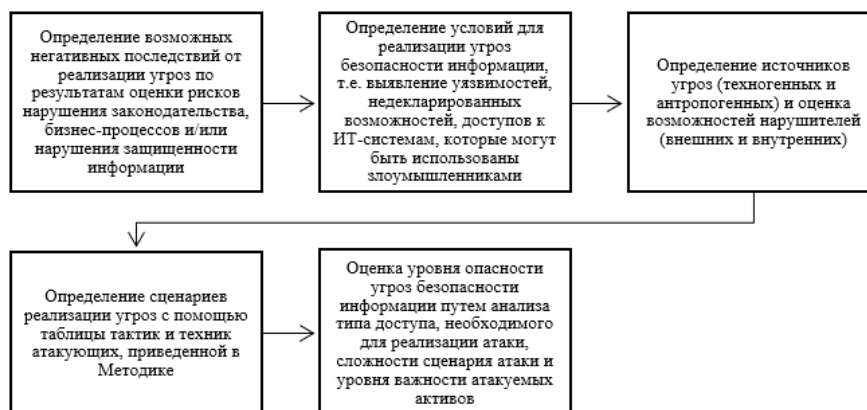 Определение возможных
негативных последствий от
реализации угроз по
результатам оценки рисков
нарушения законодательства,
бизнес-процессов и/или
нарушения защищенности
информации
Определение условий для
реализации угроз
безопасности информации,
т.е. выявление уязвимостей,
недекларированных
возможностей, доступов к
ИТ-системам, которые могут
быть использованы
злоумышленниками
Определение источников
угроз (техногенных и
антропогенных) и оценка
возможностей нарушителей
(внешних и внутренних)
Определение сценариев
реализации угроз с помощью
таблицы тактик и техник
атакующих, приведенной в
Методике
Оценка уровня опасности
угроз безопасности
информации путем анализа
типа доступа, необходимого
для реализации атаки,
сложности сценария атаки и
уровня важности атакуемых
активов